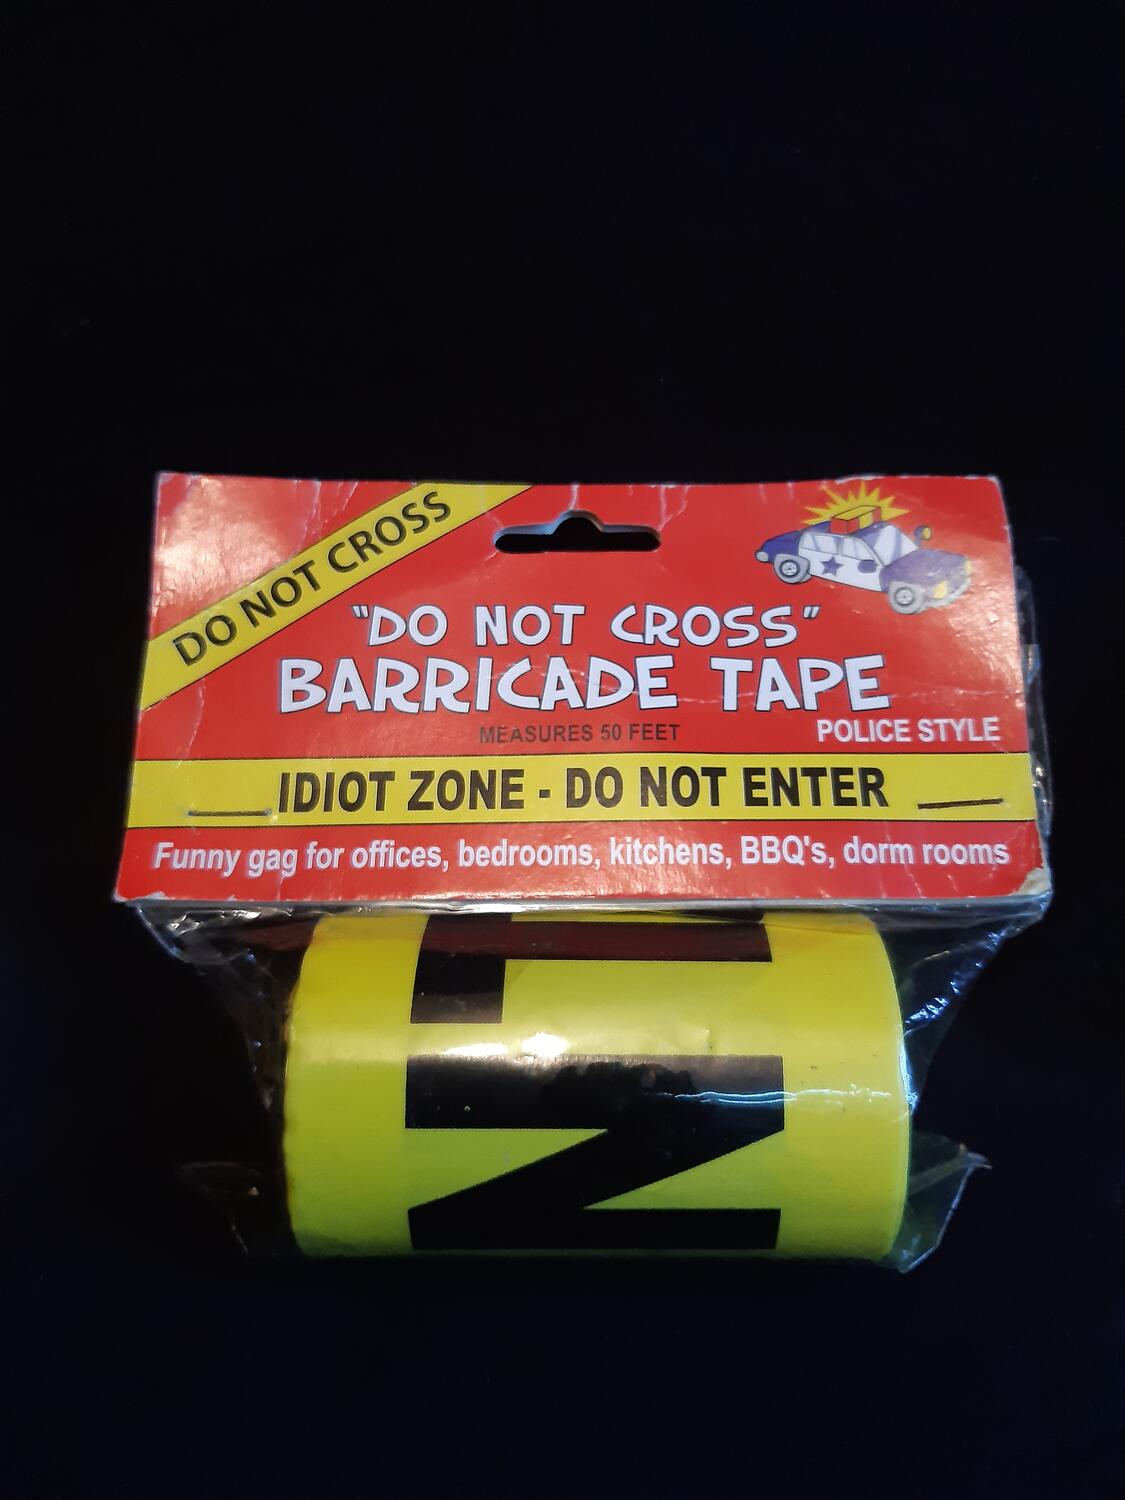 DO NOT CROSS
"DO NOT CROSS"
BARRICADE TAPE
MEASURES 50 FEET
POLICE STYLE
IDIOT ZONE - DO NOT ENTER
Funny gag for offices, bedrooms, kitchens, BBQ's, dorm rooms